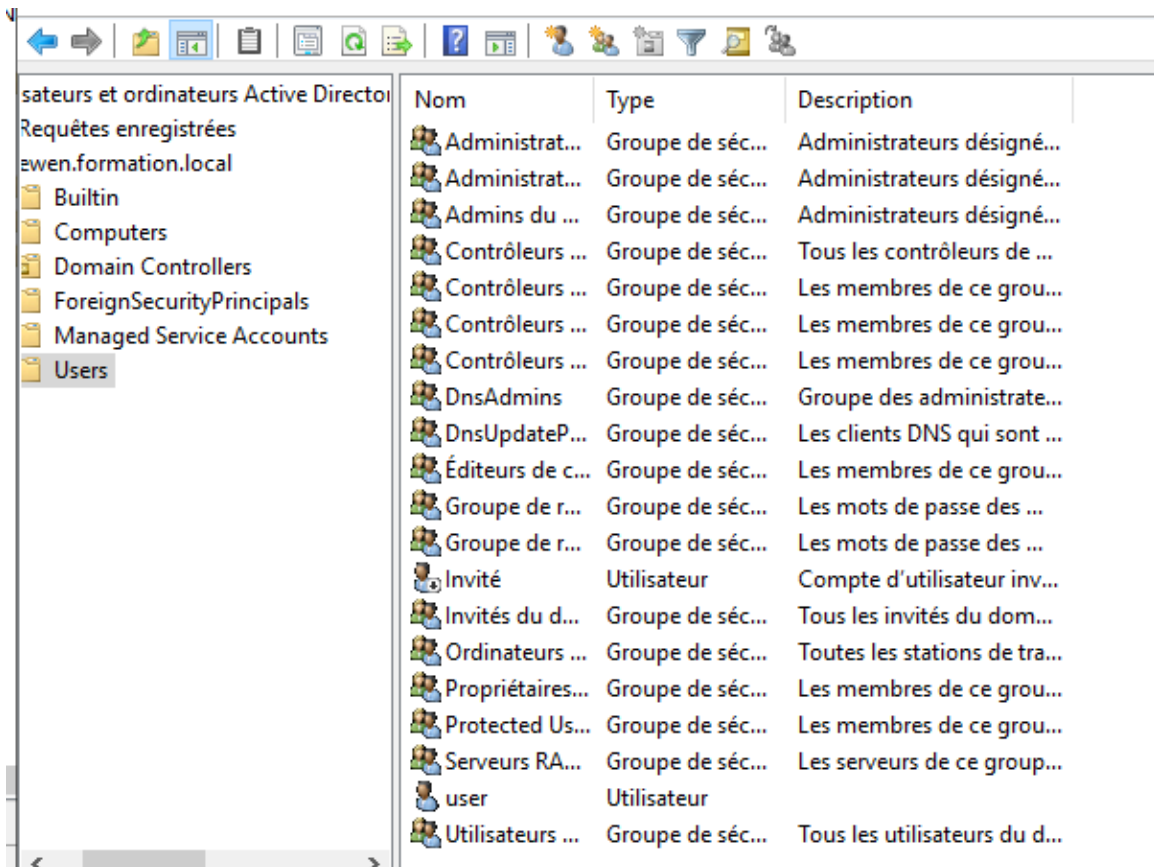 sateurs et ordinateurs Active Director
Requêtes enregistrées
ewen.formation.local
Builtin
Computers
Domain Controllers
ForeignSecurityPrincipals
Managed Service Accounts
Users
Nom Type Description
Administrat... Groupe de séc... Administrateurs désigné...
Administrat... Groupe de séc... Administrateurs désigné...
Admins du ... Groupe de séc... Administrateurs désigné...
Contrôleurs ... Groupe de séc... Tous les contrôleurs de ...
Contrôleurs ... Groupe de séc... Les membres de ce grou...
Contrôleurs ... Groupe de séc... Les membres de ce grou...
Contrôleurs ... Groupe de séc... Les membres de ce grou...
DnsAdmins Groupe de séc... Groupe des administrate...
DnsUpdateP... Groupe de séc... Les clients DNS qui sont ...
Éditeurs de c... Groupe de séc... Les membres de ce grou...
Groupe de r... Groupe de séc... Les mots de passe des ...
Groupe de r... Groupe de séc... Les mots de passe des ...
Invité Utilisateur Compte d'utilisateur inv...
Invités du d... Groupe de séc... Tous les invités du dom...
Ordinateurs ... Groupe de séc... Toutes les stations de tra...
Propriétaires... Groupe de séc... Les membres de ce grou...
Protected Us... Groupe de séc... Les membres de ce grou...
Serveurs RA... Groupe de séc... Les serveurs de ce group...
user Utilisateur
Utilisateurs ... Groupe de séc... Tous les utilisateurs du d...